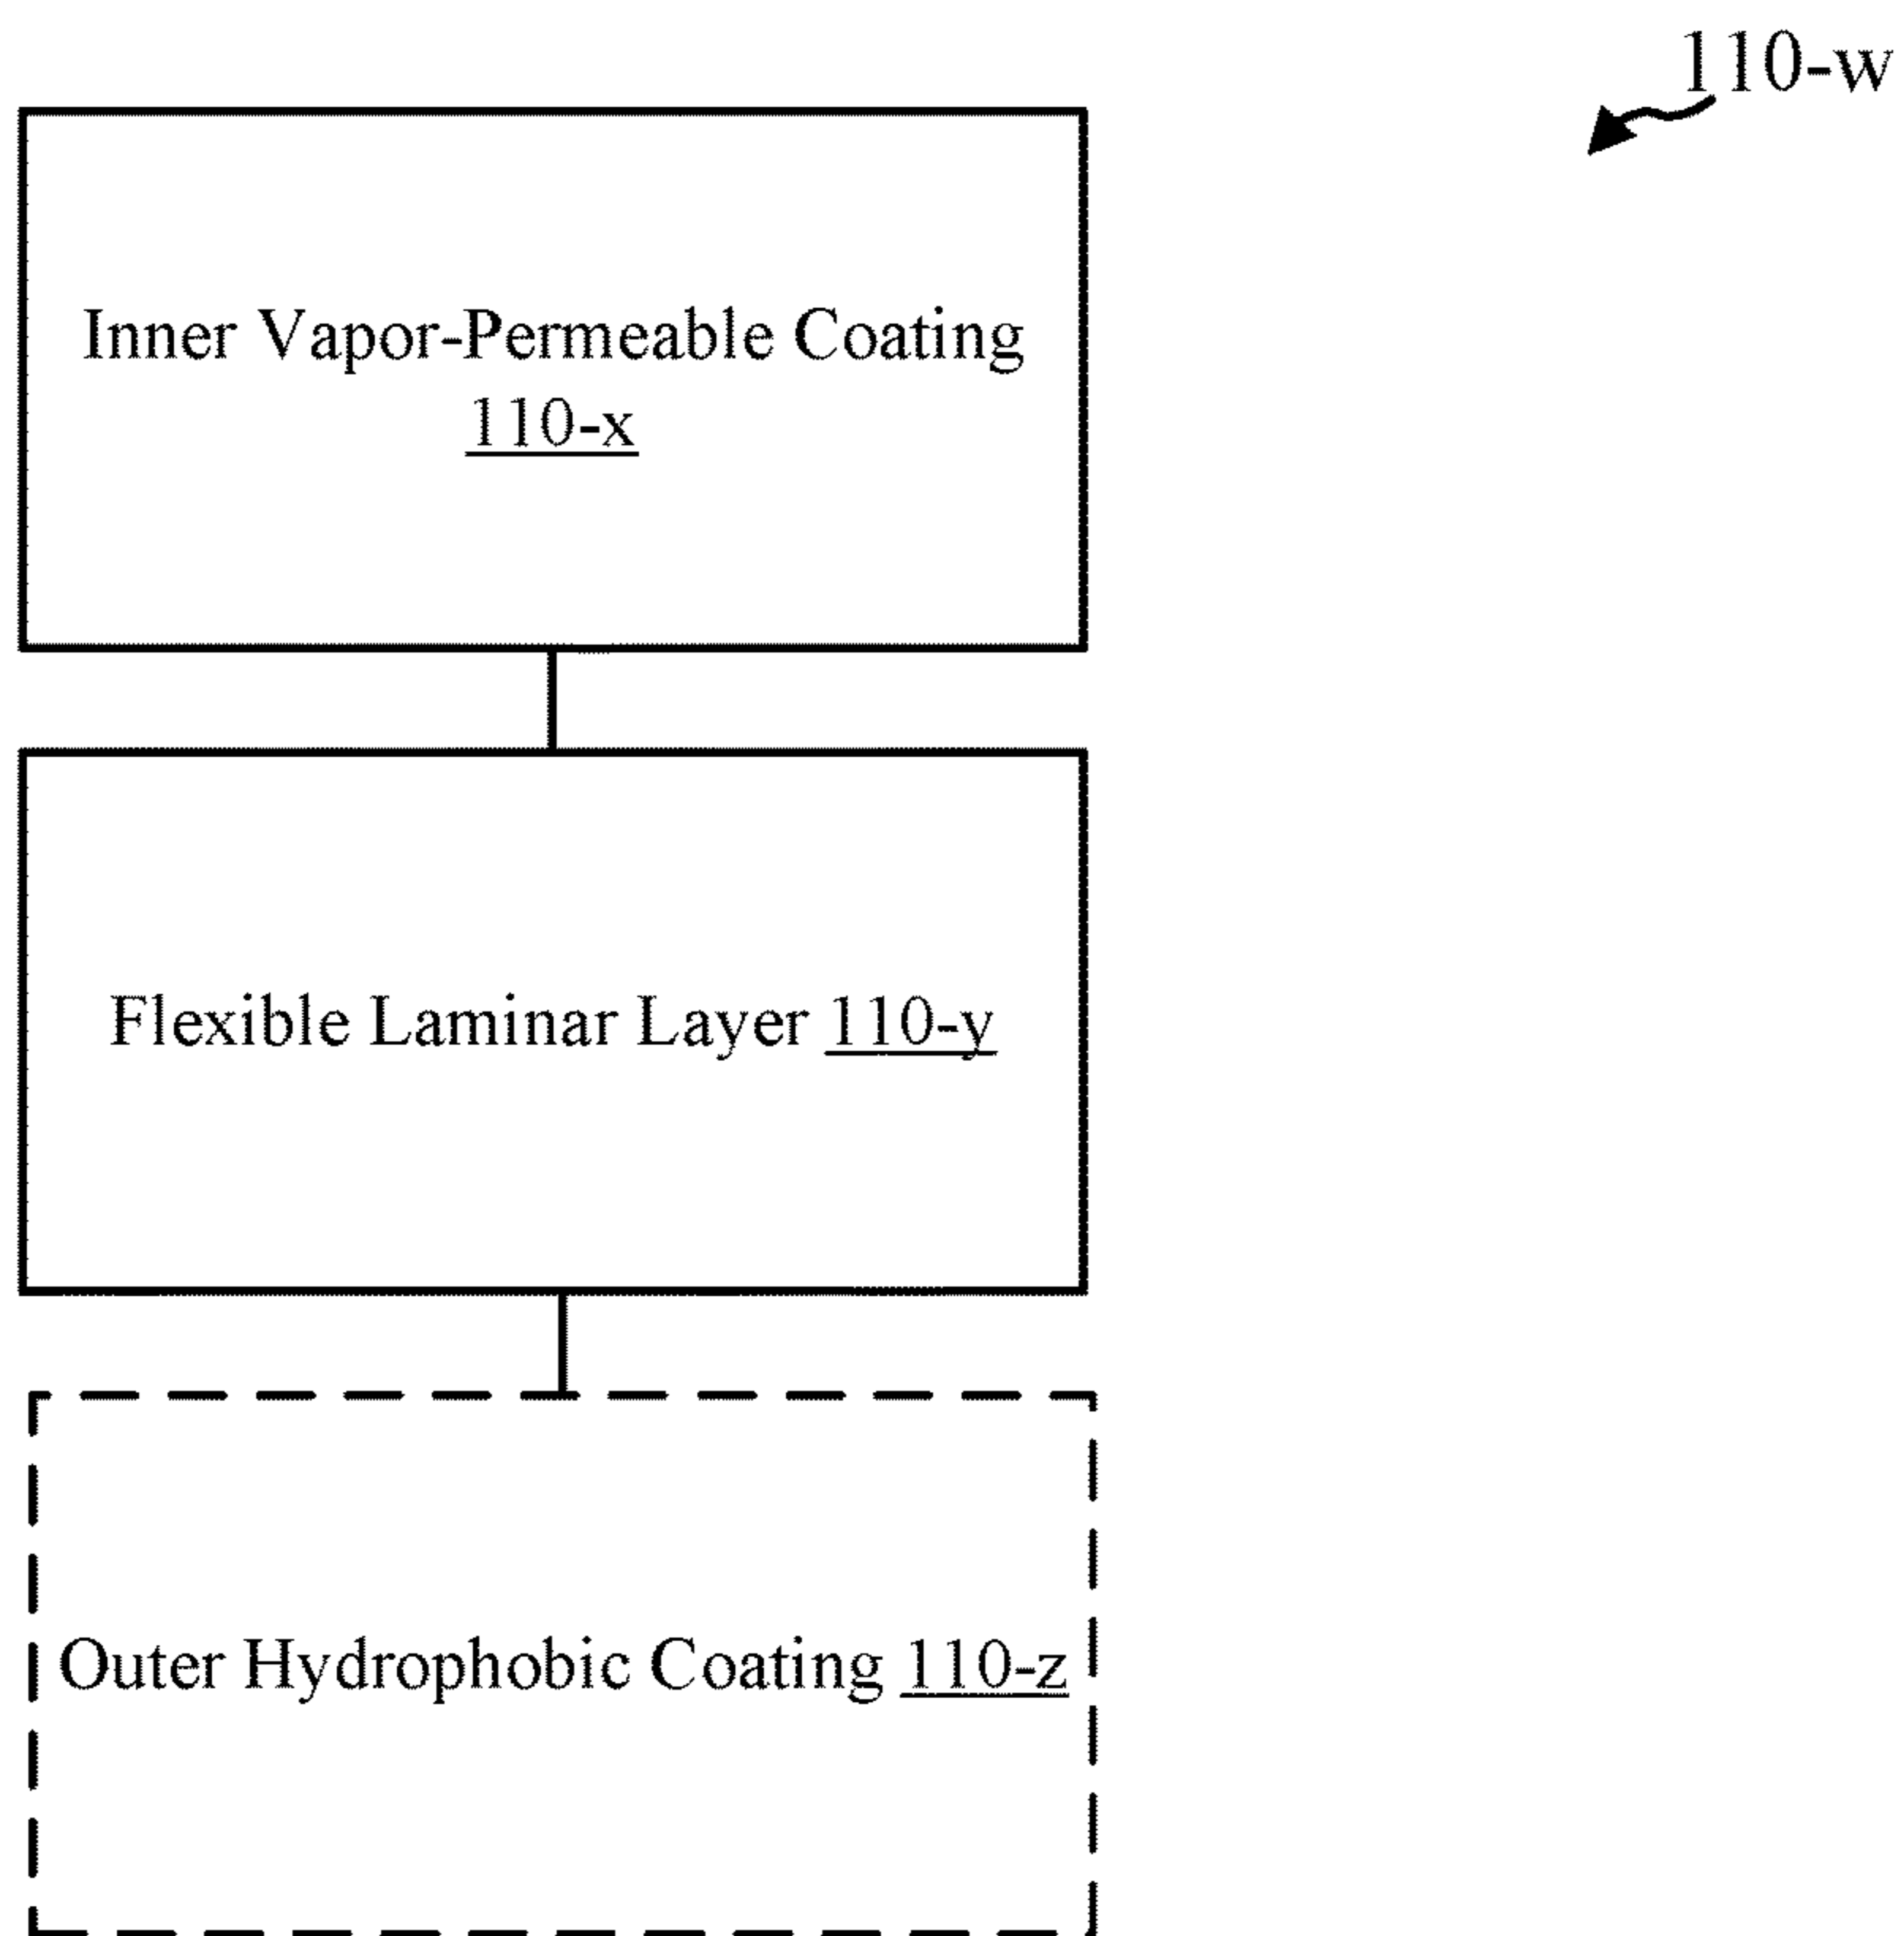 110-w
Inner Vapor-Permeable Coating
110-x
Flexible Laminar Layer 110-y
Outer Hydrophobic Coating 110-z